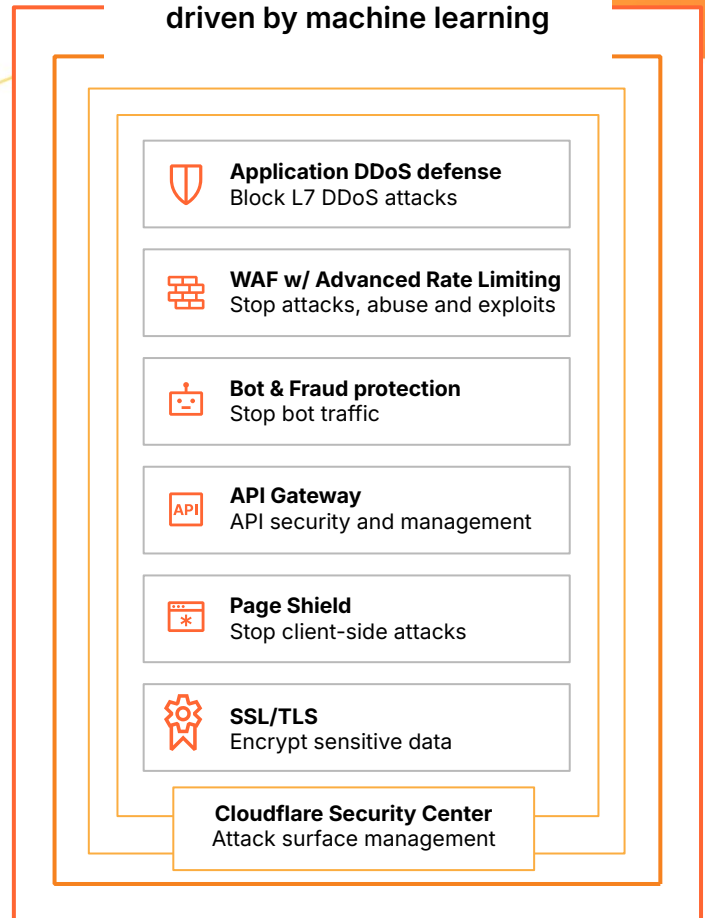 driven by machine learning
Application DDoS defense
Block L7 DDoS attacks
WAF w/ Advanced Rate Limiting
Stop attacks, abuse and exploits
Bot & Fraud protection
Stop bot traffic
API
API Gateway
API security and management
Page Shield
Stop client-side attacks
SSL/TLS
Encrypt sensitive data
Cloudflare Security Center
Attack surface management